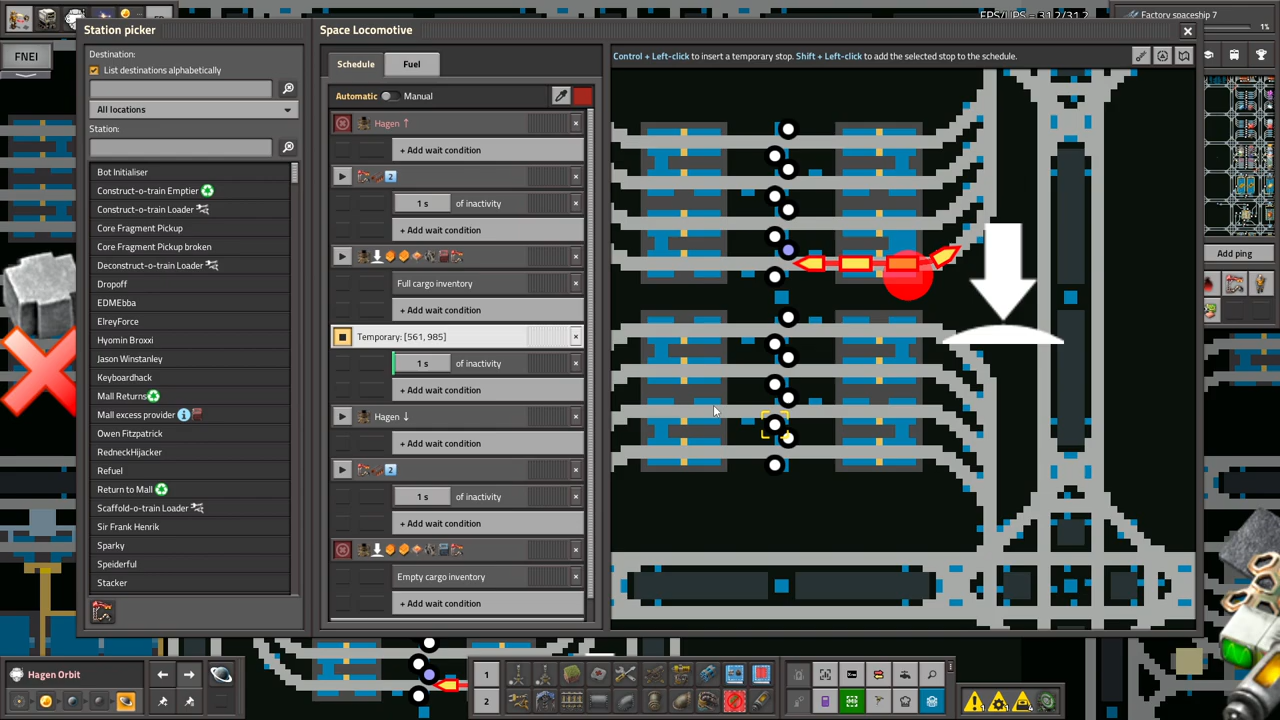 FPS/UPS = 31.2/31.2
Factory spaceship 7
1%
FNEI
Station picker
Destination:
List destinations alphabetically
All locations
Station:
Bot Initialiser
Construct-o-train Emptier
Construct-o-train Loader
Core Fragment Pickup
Core Fragment Pickup broken
Deconstruct-o-train Loader
Dropoff
EDMEbba
ElreyForce
Hyomin Broxxi
Jason Winstanley
Keyboardhack
Mall Returns
Mall excess provider
Owen Fitzpatrick
RedneckHijacker
Refuel
Return to Mall
Scaffold-o-train Loader
Sir Frank Henrik
Sparky
Speiderful
Stacker
Space Locomotive
Schedule
Fuel
Automatic
Manual
Hagen ↑
+ Add wait condition
2
1 s of inactivity
+ Add wait condition
Full cargo inventory
+ Add wait condition
Temporary: [561, 985]
1 s of inactivity
+ Add wait condition
Hagen ↓
+ Add wait condition
2
1 s of inactivity
+ Add wait condition
Empty cargo inventory
+ Add wait condition
Control + Left-click to insert a temporary stop. Shift + Left-click to add the selected stop to the schedule.
Add ping
Hagen Orbit
1
2